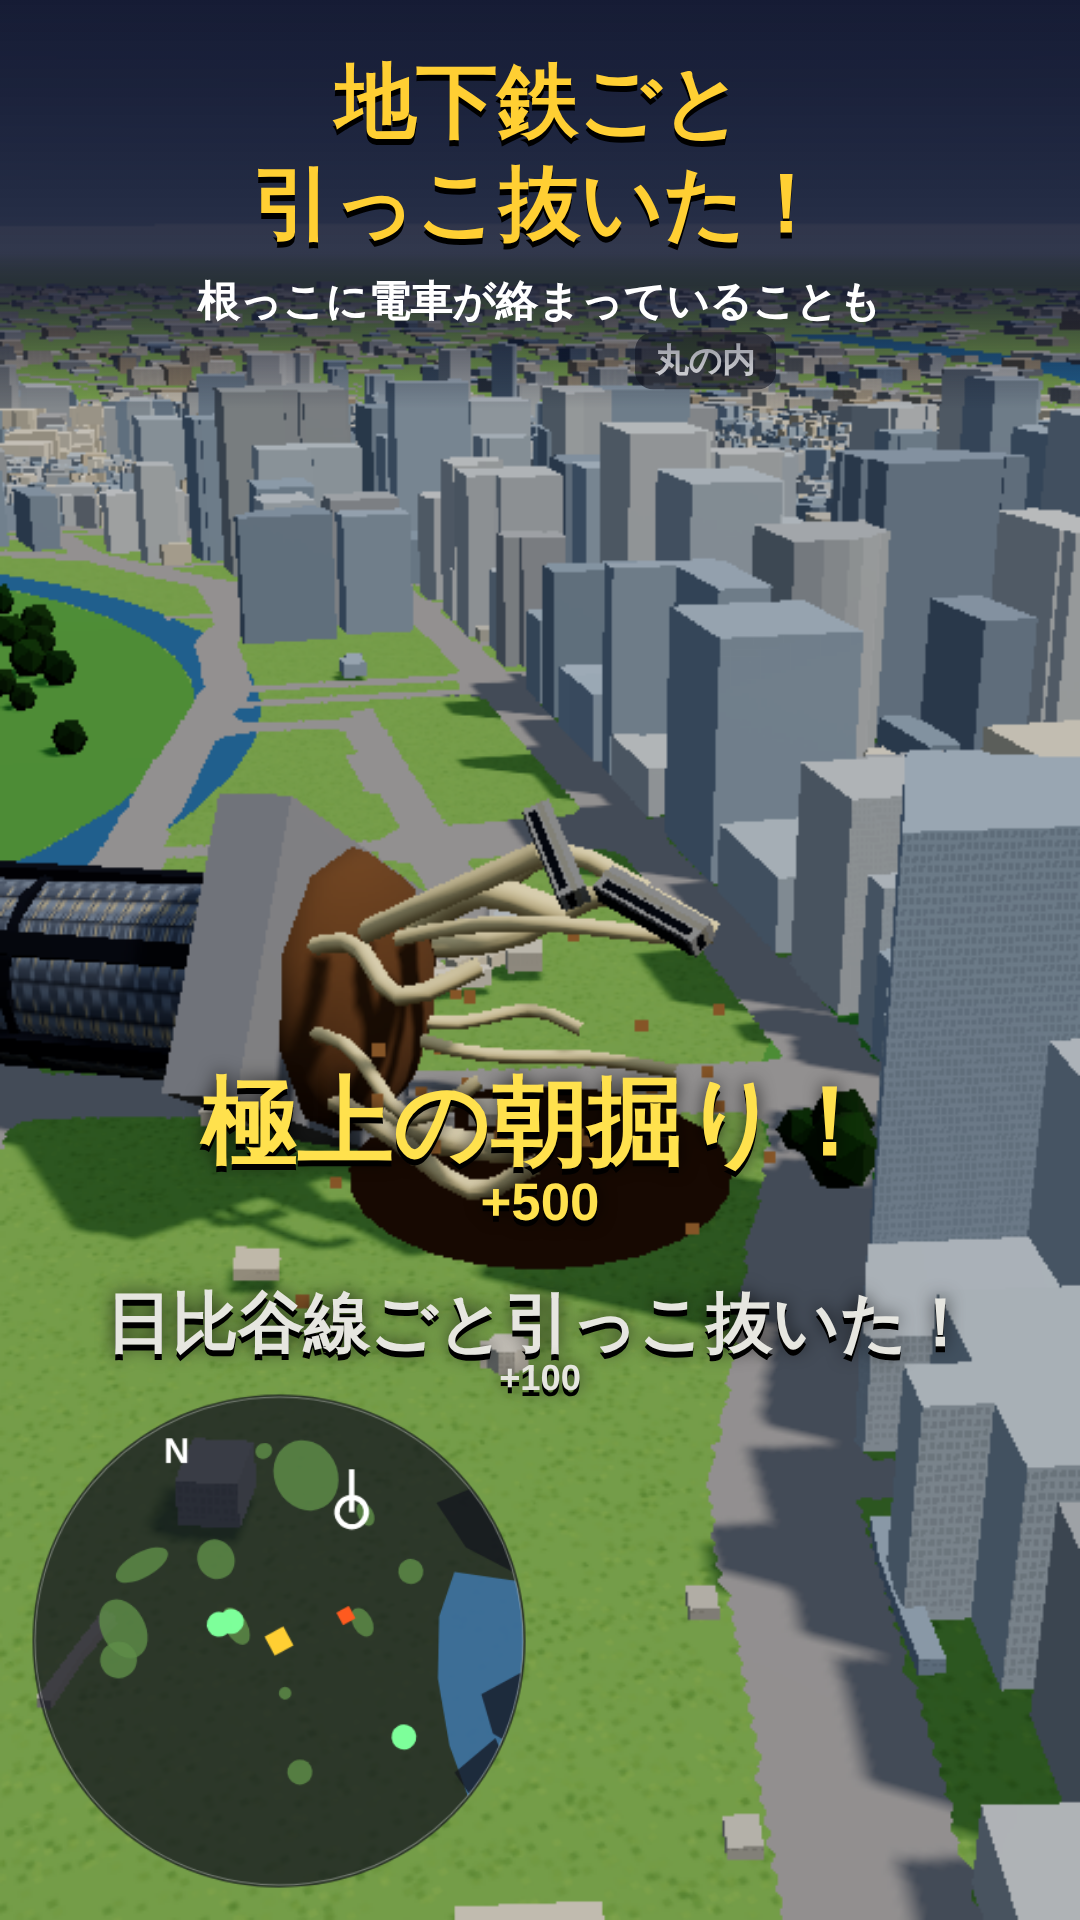 地下鉄ごと
引っこ抜いた！
根っこに電車が絡まっていることも
丸の内
極上の朝掘り！
+500
日比谷線ごと引っこ抜いた！
+100
N